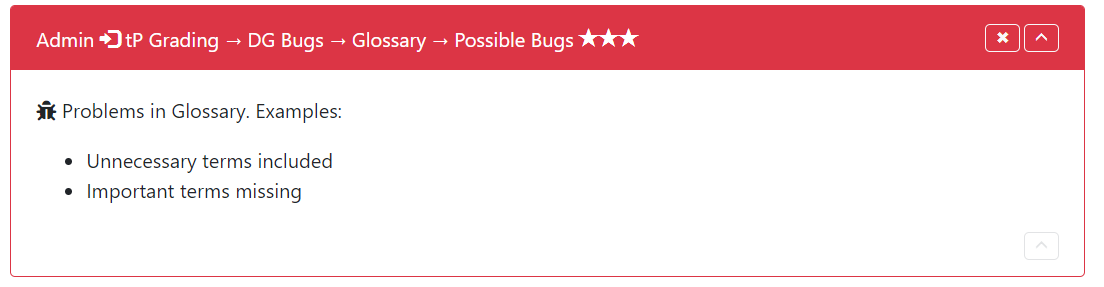 Admin tP Grading → DG Bugs → Glossary → Possible Bugs ★★★
Problems in Glossary. Examples:
• Unnecessary terms included
• Important terms missing